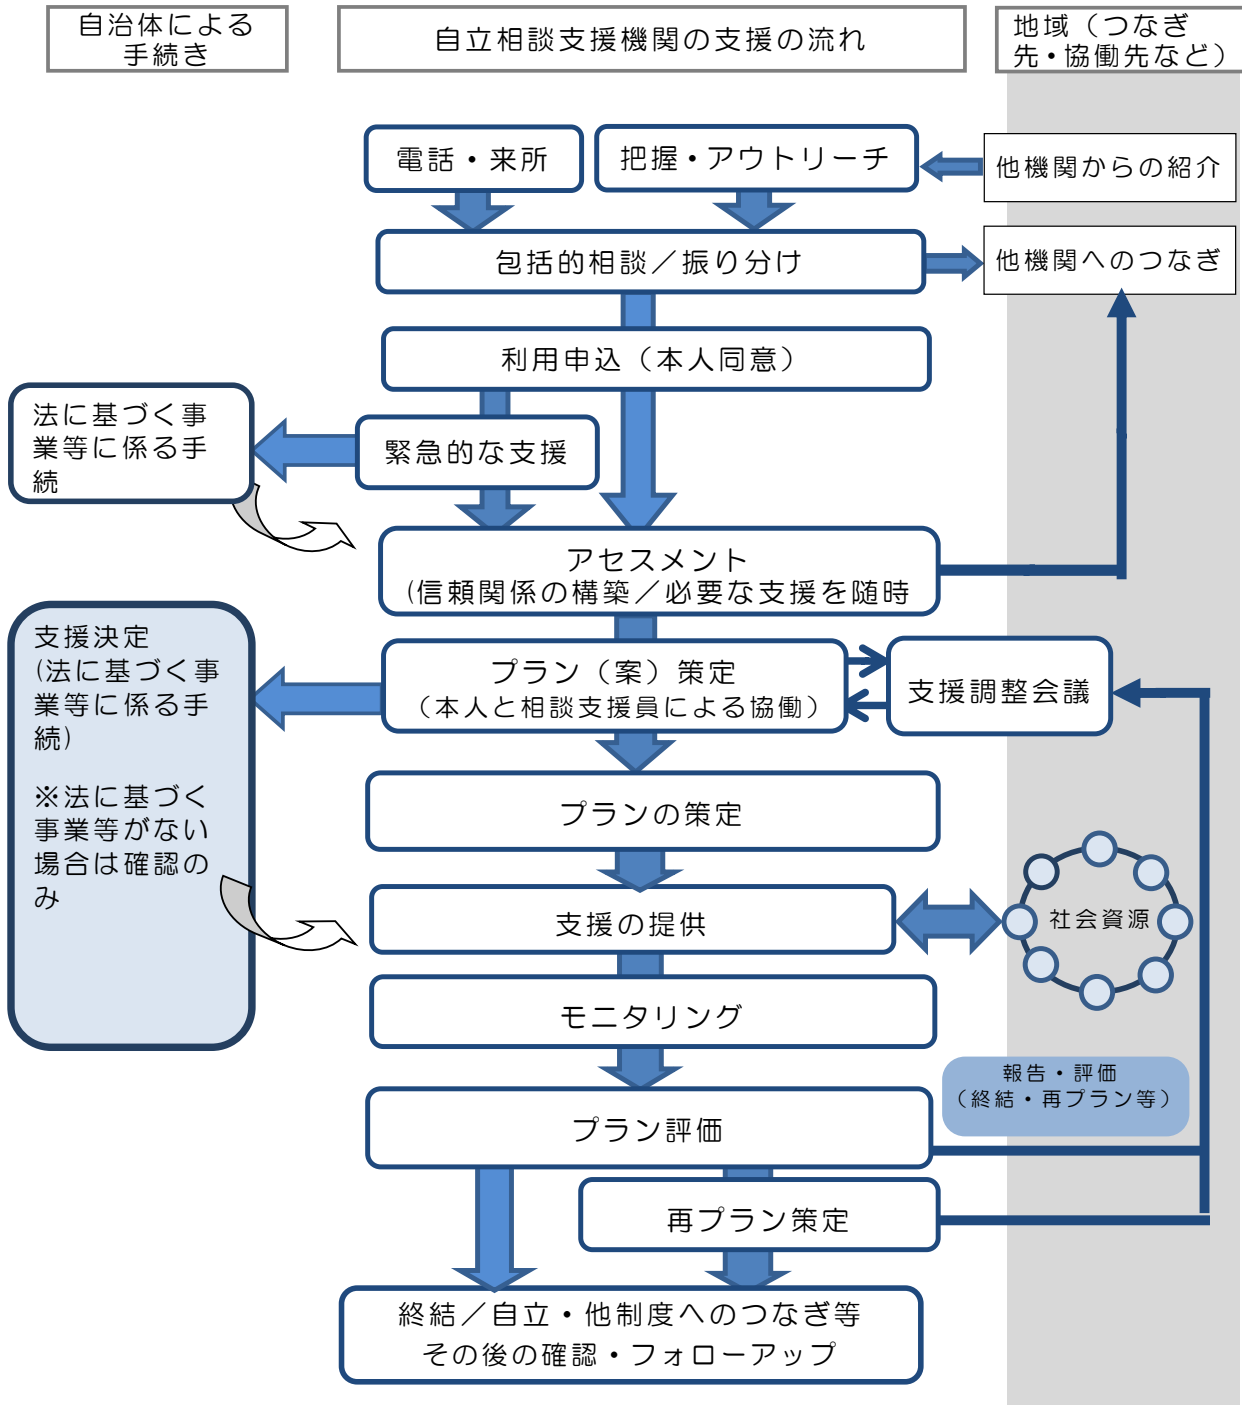 自治体による
手続き
自立相談支援機関の支援の流れ
地域（つなぎ
先・協働先など）
電話・来所
把握・アウトリーチ
他機関からの紹介
包括的相談／振り分け
他機関へのつなぎ
利用申込（本人同意）
法に基づく事
業等に係る手
続
緊急的な支援
アセスメント
(信頼関係の構築／必要な支援を随時
支援決定
(法に基づく事
業等に係る手
続)
※法に基づく
事業等がない
場合は確認の
み
プラン（案）策定
（本人と相談支援員による協働）
支援調整会議
プランの策定
支援の提供
社会資源
モニタリング
報告・評価
（終結・再プラン等）
プラン評価
再プラン策定
終結／自立・他制度へのつなぎ等
その後の確認・フォローアップ